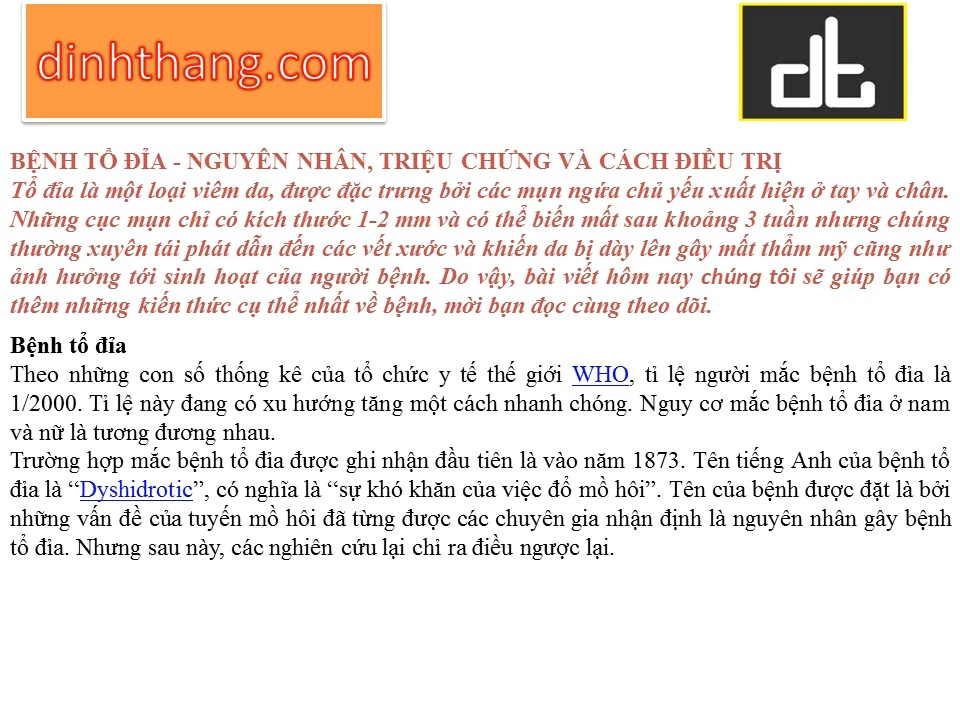 dinhthang.com
dt
BỆNH TỔ ĐỈA - NGUYÊN NHÂN, TRIỆU CHỨNG VÀ CÁCH ĐIỀU TRỊ
Tổ đỉa là một loại viêm da, được đặc trưng bởi các mụn ngứa chủ yếu xuất hiện ở tay và chân.
Những cục mụn chỉ có kích thước 1-2 mm và có thể biến mất sau khoảng 3 tuần nhưng chúng
thường xuyên tái phát dẫn đến các vết xước và khiến da bị dày lên gây mất thẩm mỹ cũng như
ảnh hưởng tới sinh hoạt của người bệnh. Do vậy, bài viết hôm nay chúng tôi sẽ giúp bạn có
thêm những kiến thức cụ thể nhất về bệnh, mời bạn đọc cùng theo dõi.
Bệnh tổ đỉa
Theo những con số thống kê của tổ chức y tế thế giới WHO, tỉ lệ người mắc bệnh tổ đỉa là
1/2000. Tỉ lệ này đang có xu hướng tăng một cách nhanh chóng. Nguy cơ mắc bệnh tổ đỉa ở nam
và nữ là tương đương nhau.
Trường hợp mắc bệnh tổ đỉa được ghi nhận đầu tiên là vào năm 1873. Tên tiếng Anh của bệnh tổ
đỉa là “Dyshidrotic”, có nghĩa là “sự khó khăn của việc đổ mồ hôi”. Tên của bệnh được đặt là bởi
những vấn đề của tuyến mồ hôi đã từng được các chuyên gia nhận định là nguyên nhân gây bệnh
tổ đỉa. Nhưng sau này, các nghiên cứu lại chỉ ra điều ngược lại.